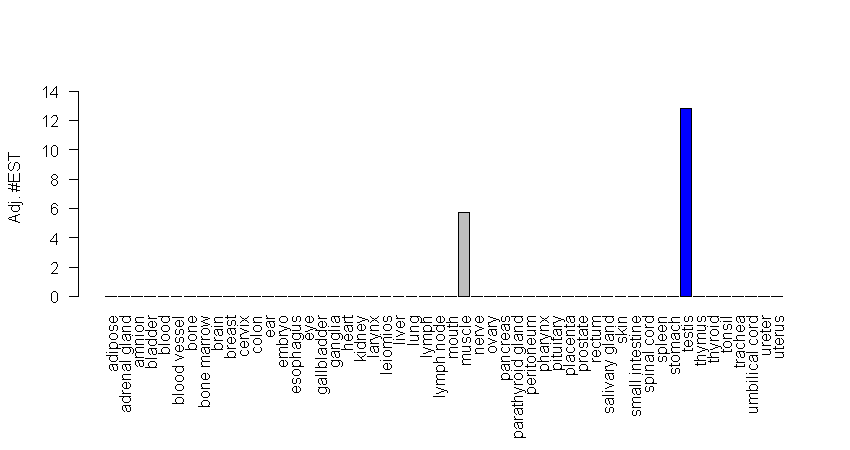 Adj. #EST
14
12
10
8
6
4
2
0
adipose
adrenal gland
amnion
bladder
blood
blood vessel
bone
bone marrow
brain
breast
cervix
colon
ear
embryo
esophagus
eye
gallbladder
ganglia
heart
kidney
larynx
leiomios
liver
lung
lymph
lymph node
mouth
muscle
nerve
ovary
pancreas
parathyroid gland
peritoneum
pharynx
pituitary
placenta
prostate
rectum
salivary gland
skin
small intestine
spinal cord
spleen
stomach
testis
thymus
thyroid
tonsil
trachea
umbilical cord
ureter
uterus